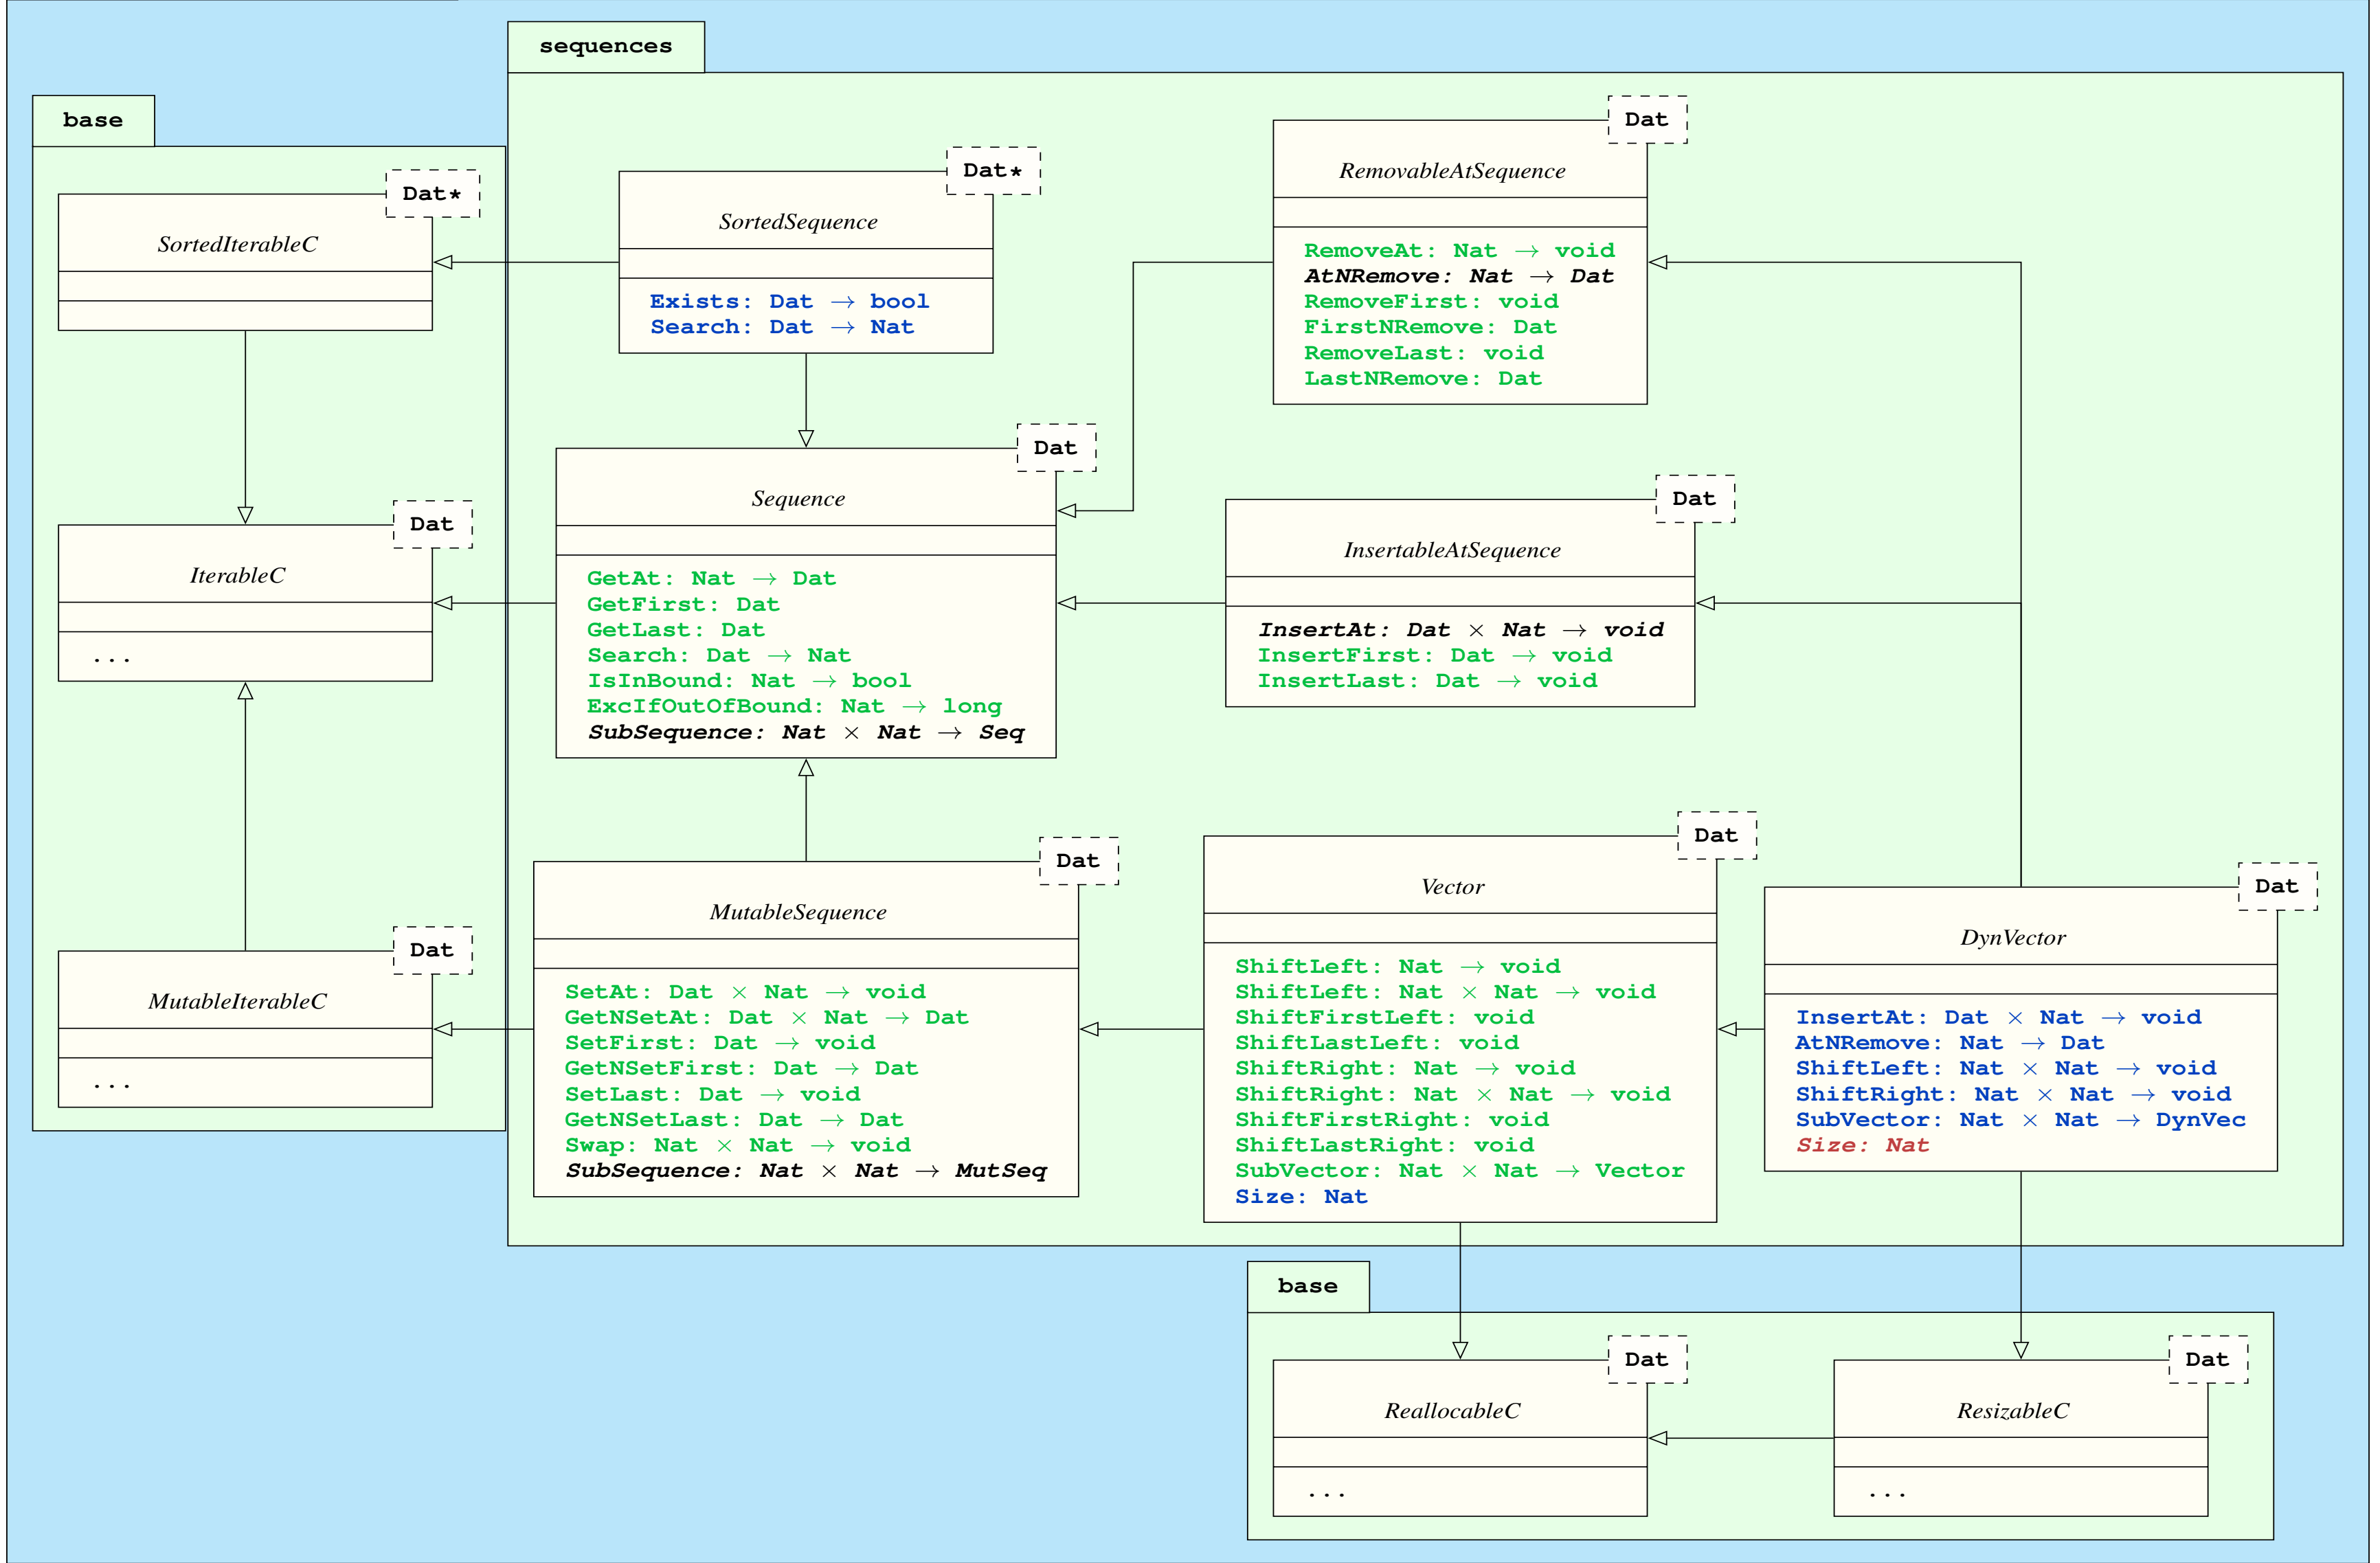 sequences
base
Dat*
SortedIterableC
Dat
IterableC
...
Dat
MutableIterableC
...
Dat*
SortedSequence
Exists: Dat → bool
Search: Dat → Nat
Dat
Sequence
GetAt: Nat → Dat
GetFirst: Dat
GetLast: Dat
Search: Dat → Nat
IsInBound: Nat → bool
ExcIfOutOfBound: Nat → long
SubSequence: Nat × Nat → Seq
Dat
MutableSequence
SetAt: Dat × Nat → void
GetNSetAt: Dat × Nat → Dat
SetFirst: Dat → void
GetNSetFirst: Dat → Dat
SetLast: Dat → void
GetNSetLast: Dat → Dat
Swap: Nat × Nat → void
SubSequence: Nat × Nat → MutSeq
Dat
RemovableAtSequence
RemoveAt: Nat → void
AtNRemove: Nat → Dat
RemoveFirst: void
FirstNRemove: Dat
RemoveLast: void
LastNRemove: Dat
Dat
InsertableAtSequence
InsertAt: Dat × Nat → void
InsertFirst: Dat → void
InsertLast: Dat → void
Dat
Vector
ShiftLeft: Nat → void
ShiftLeft: Nat × Nat → void
ShiftFirstLeft: void
ShiftLastLeft: void
ShiftRight: Nat → void
ShiftRight: Nat × Nat → void
ShiftFirstRight: void
ShiftLastRight: void
SubVector: Nat × Nat → Vector
Size: Nat
Dat
DynVector
InsertAt: Dat × Nat → void
AtNRemove: Nat → Dat
ShiftLeft: Nat × Nat → void
ShiftRight: Nat × Nat → void
SubVector: Nat × Nat → DynVec
Size: Nat
base
Dat
ReallocableC
...
Dat
ResizableC
...